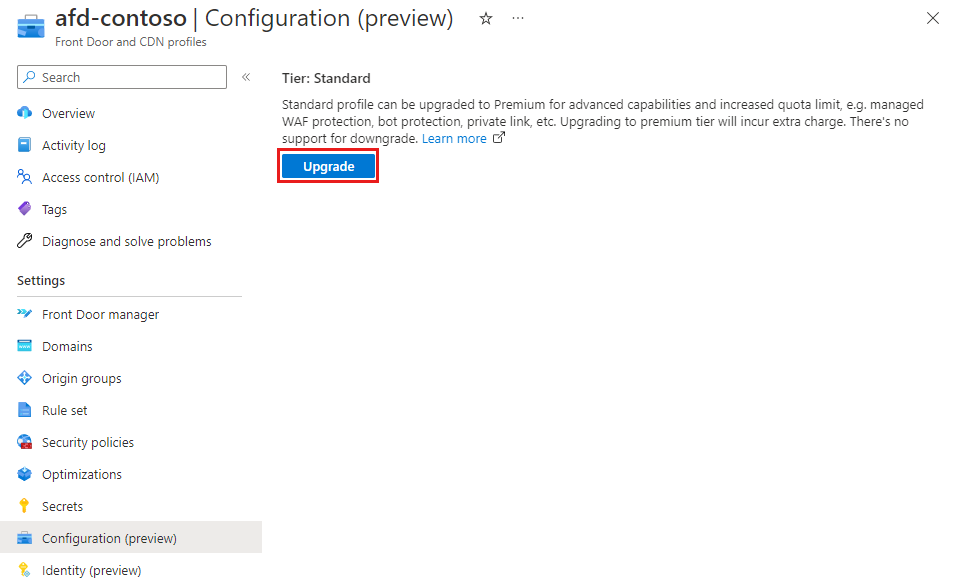 afd-contoso | Configuration (preview)
Front Door and CDN profiles
Search
Overview
Activity log
Access control (IAM)
Tags
Diagnose and solve problems
Settings
Front Door manager
Domains
Origin groups
Rule set
Security policies
Optimizations
Secrets
Configuration (preview)
Identity (preview)
Tier: Standard
Standard profile can be upgraded to Premium for advanced capabilities and increased quota limit, e.g. managed
WAF protection, bot protection, private link, etc. Upgrading to premium tier will incur extra charge. There's no
support for downgrade. Learn more
Upgrade